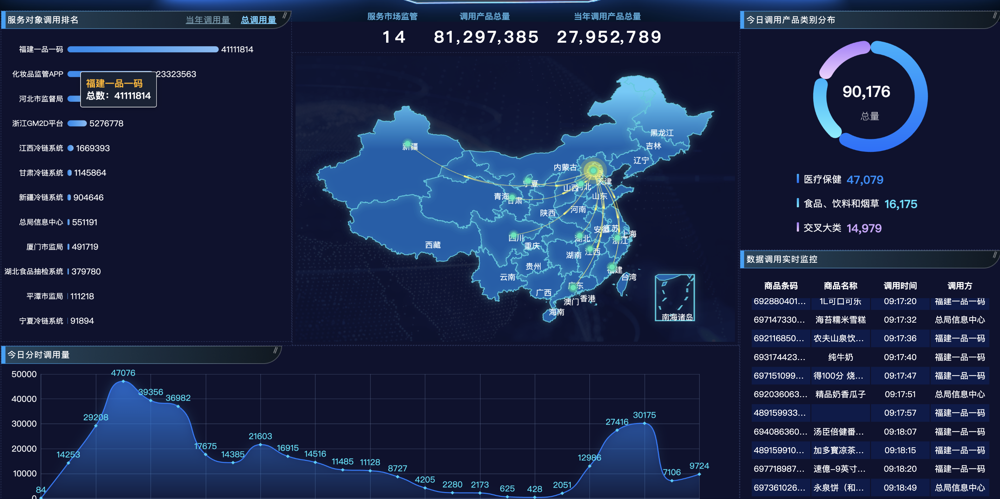 服务对象调用排名
当年调用量 总调用量
福建一品一码 41111814
化妆品监管APP 23323563
福建一品一码
总数：41111814
河北市监督局
浙江GM2D平台 5276778
江西冷链系统 1669393
甘肃冷链系统 1145864
新疆冷链系统 904646
总局信息中心 551191
厦门市监局 491719
湖北食品抽检系统 379780
平潭市监局 111218
宁夏冷链系统 91894
服务市场监管 调用产品总量 当年调用产品总量
14 81,297,385 27,952,789
黑龙江
吉林
辽宁
新疆
内蒙古
天津
宁夏
山西
青海
甘肃
山东
河南
陕西
安徽
江苏
上海
四川
湖北
浙江
西藏
重庆
湖南
江西
贵州
福建
云南
台湾
广东
广西
香港
澳门
海南
南海诸岛
今日调用产品类别分布
90,176
总量
医疗保健 47,079
食品、饮料和烟草 16,175
交叉大类 14,979
数据调用实时监控
商品条码 商品名称 调用时间 调用方
692880401... 1L可口可乐 09:17:20 福建一品一码
697147330... 海苔糯米雪糕 09:17:32 总局信息中心
692116850... 农夫山泉饮... 09:17:36 福建一品一码
693174423... 纯牛奶 09:17:40 福建一品一码
697151099... 得100分 烧... 09:17:47 福建一品一码
692036063... 精品奶香瓜子 09:17:51 总局信息中心
489159933... 09:17:57 福建一品一码
694086360... 汤臣倍健番... 09:18:07 福建一品一码
489159910... 加多寶凉茶... 09:18:15 福建一品一码
697718987... 速億-9英寸... 09:18:20 福建一品一码
697361026... 永泉饼（和... 09:18:49 总局信息中心
今日分时调用量
50000
40000
30000
20000
10000
0
84
14253
29208
47076
39356
36982
17675
14385
21603
16915
14516
11485
11128
8727
4205
2280
2173
625
428
2051
12986
27416
30175
7106
9724